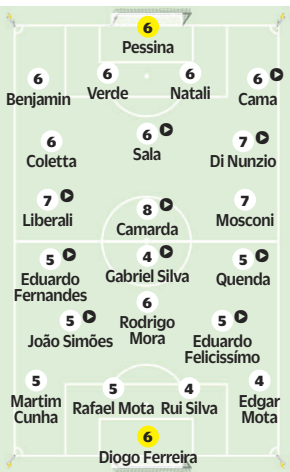 6
Pessina
6 6 6 6
Benjamin Verde Natali Cama
6 6 7
Coletta Sala Di Nunzio
7 8 7
Liberali Camarda Mosconi
5 4 5
Eduardo
Fernandes Gabriel Silva Quenda
5 6 5
João Simões Rodrigo
Mora Eduardo
Felicissímo
5 5 4 4
Martim
Cunha Rafael Mota Rui Silva Edgar
Mota
6
Diogo Ferreira